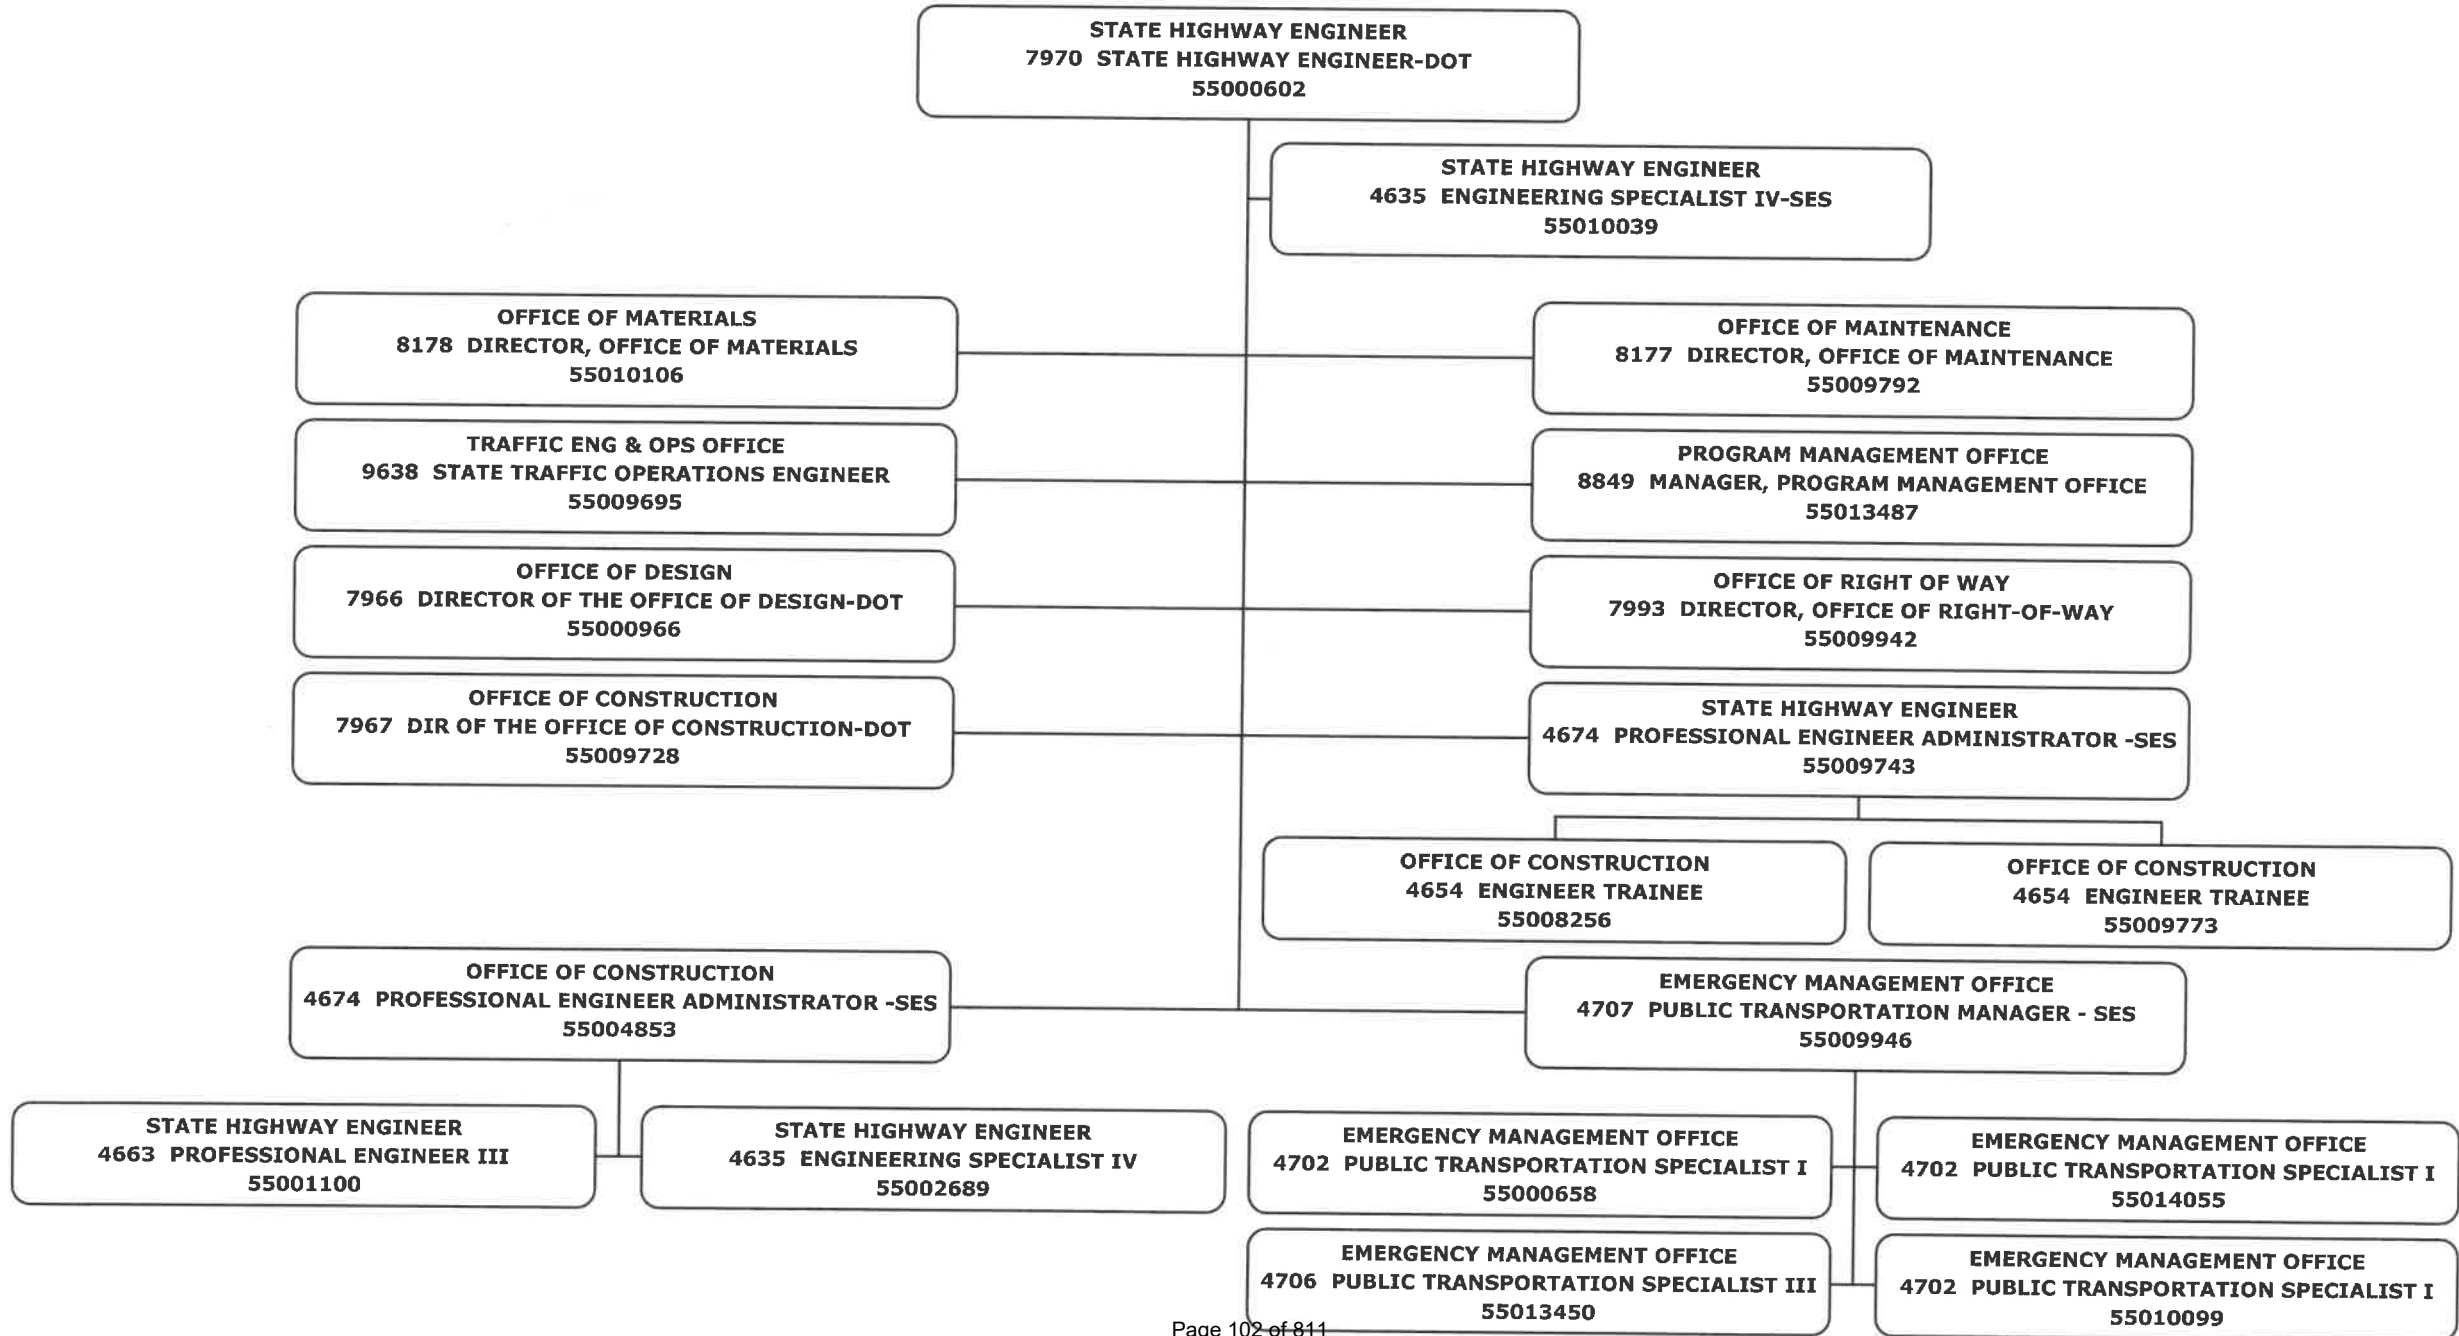 STATE HIGHWAY ENGINEER
7970 STATE HIGHWAY ENGINEER-DOT
55000602
STATE HIGHWAY ENGINEER
4635 ENGINEERING SPECIALIST IV-SES
55010039
OFFICE OF MATERIALS
8178 DIRECTOR, OFFICE OF MATERIALS
55010106
OFFICE OF MAINTENANCE
8177 DIRECTOR, OFFICE OF MAINTENANCE
55009792
TRAFFIC ENG & OPS OFFICE
9638 STATE TRAFFIC OPERATIONS ENGINEER
55009695
PROGRAM MANAGEMENT OFFICE
8849 MANAGER, PROGRAM MANAGEMENT OFFICE
55013487
OFFICE OF DESIGN
7966 DIRECTOR OF THE OFFICE OF DESIGN-DOT
55000966
OFFICE OF RIGHT OF WAY
7993 DIRECTOR, OFFICE OF RIGHT-OF-WAY
55009942
OFFICE OF CONSTRUCTION
7967 DIR OF THE OFFICE OF CONSTRUCTION-DOT
55009728
STATE HIGHWAY ENGINEER
4674 PROFESSIONAL ENGINEER ADMINISTRATOR -SES
55009743
OFFICE OF CONSTRUCTION
4654 ENGINEER TRAINEE
55008256
OFFICE OF CONSTRUCTION
4654 ENGINEER TRAINEE
55009773
OFFICE OF CONSTRUCTION
4674 PROFESSIONAL ENGINEER ADMINISTRATOR -SES
55004853
EMERGENCY MANAGEMENT OFFICE
4707 PUBLIC TRANSPORTATION MANAGER - SES
55009946
STATE HIGHWAY ENGINEER
4663 PROFESSIONAL ENGINEER III
55001100
STATE HIGHWAY ENGINEER
4635 ENGINEERING SPECIALIST IV
55002689
EMERGENCY MANAGEMENT OFFICE
4702 PUBLIC TRANSPORTATION SPECIALIST I
55000658
EMERGENCY MANAGEMENT OFFICE
4702 PUBLIC TRANSPORTATION SPECIALIST I
55014055
EMERGENCY MANAGEMENT OFFICE
4706 PUBLIC TRANSPORTATION SPECIALIST III
55013450
EMERGENCY MANAGEMENT OFFICE
4702 PUBLIC TRANSPORTATION SPECIALIST I
55010099
Page 102 of 811